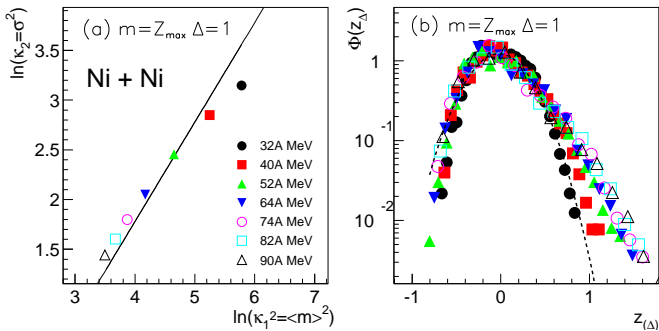 (a) m=Z_max Δ=1
Ni + Ni
ln(κ₂=σ²)
3.5
3
2.5
2
1.5
32A MeV
40A MeV
52A MeV
64A MeV
74A MeV
82A MeV
90A MeV
3 4 5 6 7
ln(κ₁²=<m>²)
(b) m=Z_max Δ=1
Φ(z_Δ)
1
10⁻¹
10⁻²
-1 0 1
z_(Δ)